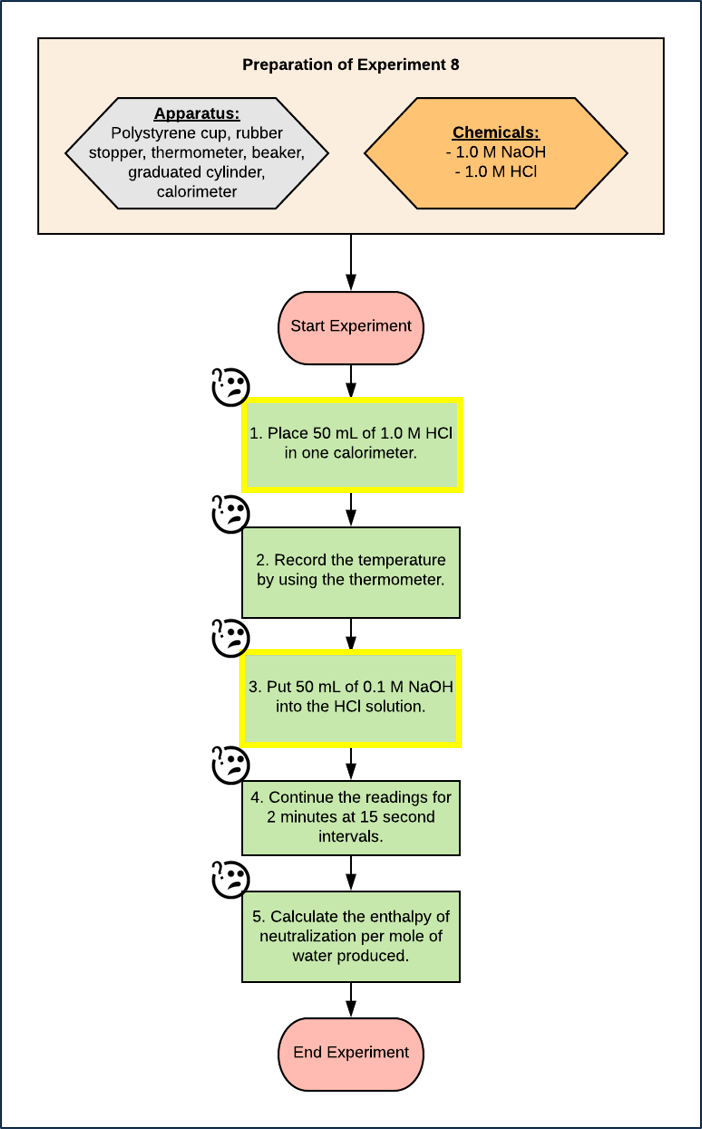 Preparation of Experiment 8
Apparatus:
Polystyrene cup, rubber
stopper, thermometer, beaker,
graduated cylinder,
calorimeter
Chemicals:
- 1.0 M NaOH
- 1.0 M HCl
Start Experiment
1. Place 50 mL of 1.0 M HCl
in one calorimeter.
2. Record the temperature
by using the thermometer.
3. Put 50 mL of 0.1 M NaOH
into the HCl solution.
4. Continue the readings for
2 minutes at 15 second
intervals.
5. Calculate the enthalpy of
neutralization per mole of
water produced.
End Experiment